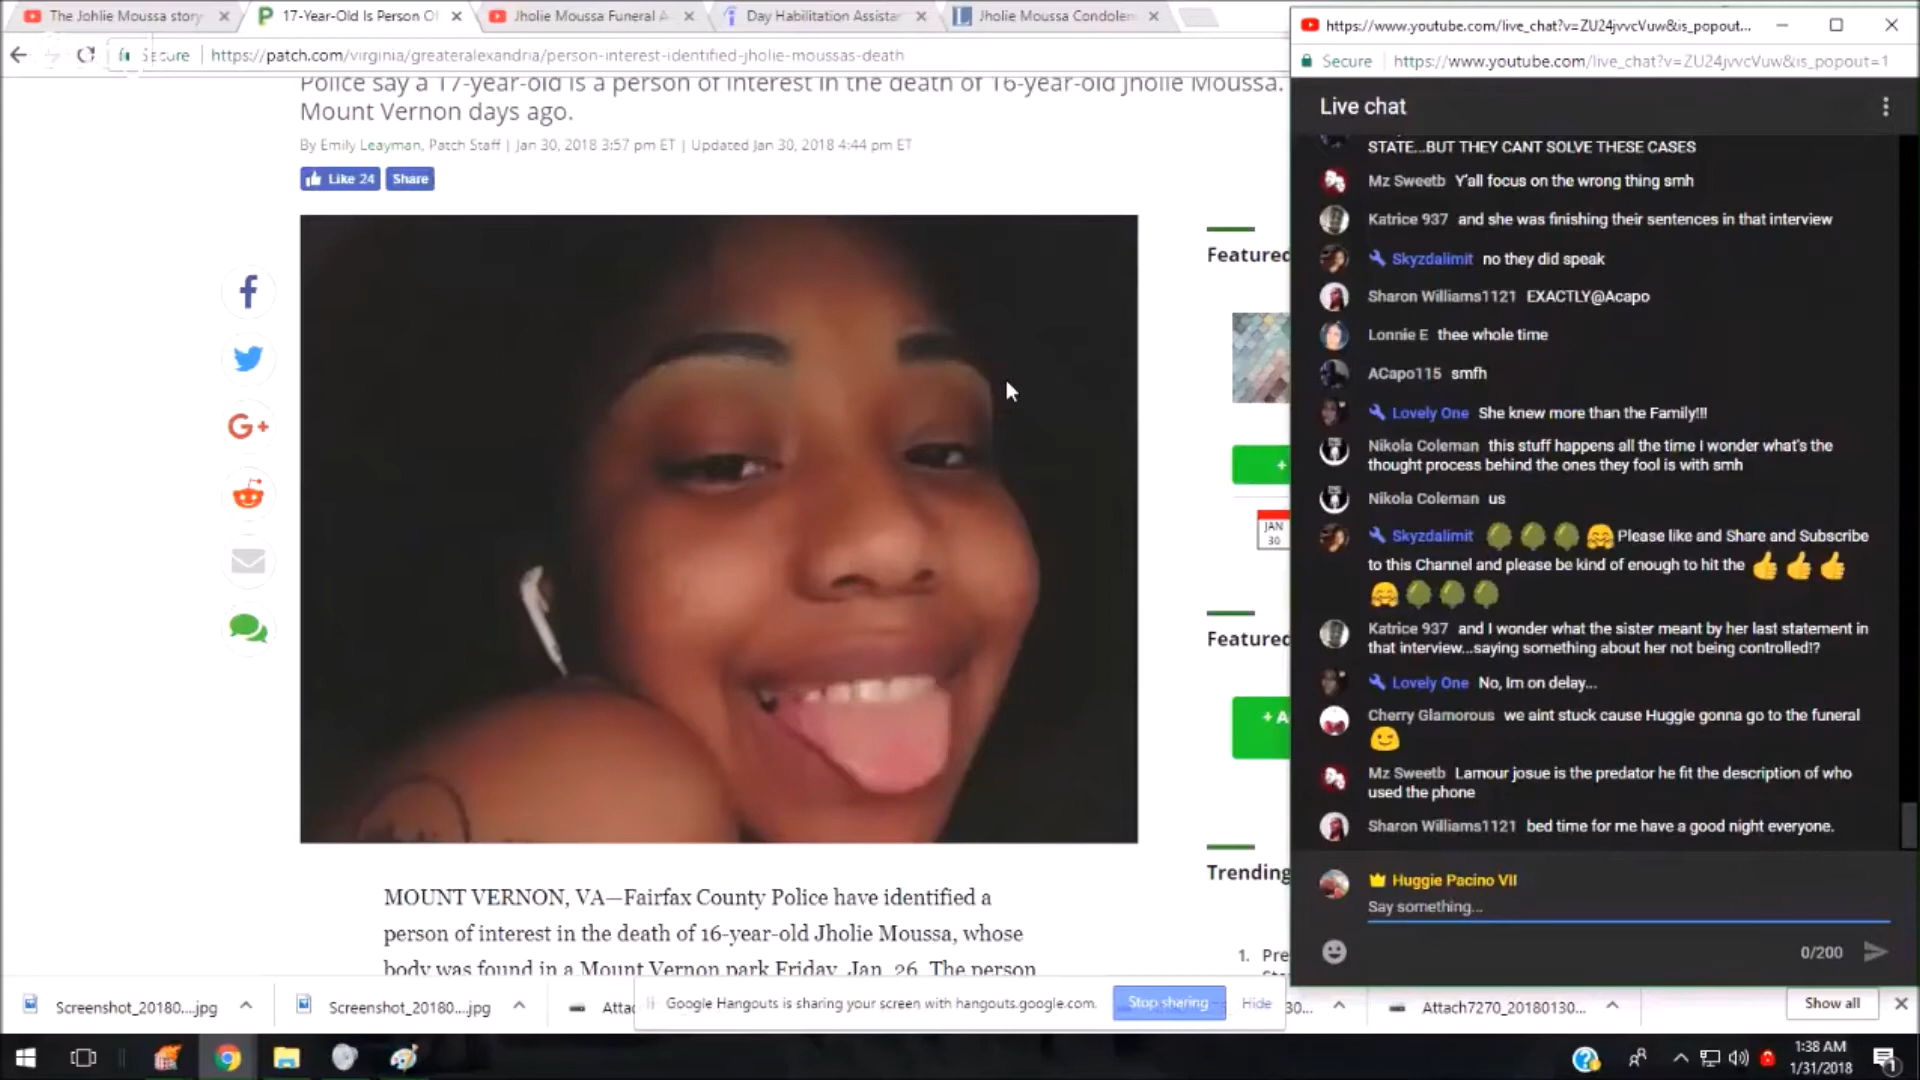 The Johlie Moussa story
17-Year-Old Is Person Of
Jholie Moussa Funeral A
Day Habilitation Assista
Jholie Moussa Condolen
https://patch.com/virginia/greateralexandria/person-interest-identified-jholie-moussas-death
Police say a 17-year-old is a person of interest in the death of 16-year-old Jholie Moussa.
Mount Vernon days ago.
By Emily Leayman, Patch Staff | Jan 30, 2018 3:57 pm ET | Updated Jan 30, 2018 4:44 pm ET
Like 24 Share
Featured
+
JAN
30
Featured
+ A
Trending
1. Pre
MOUNT VERNON, VA—Fairfax County Police have identified a
person of interest in the death of 16-year-old Jholie Moussa, whose
body was found in a Mount Vernon park Friday, Jan. 26. The person
https://www.youtube.com/live_chat?v=ZU24jvvcVuw&is_popout...
Secure https://www.youtube.com/live_chat?v=ZU24jvvcVuw&is_popout=1
Live chat
STATE...BUT THEY CANT SOLVE THESE CASES
Mz Sweetb Y'all focus on the wrong thing smh
Katrice 937 and she was finishing their sentences in that interview
Skyzdalimit no they did speak
Sharon Williams1121 EXACTLY@Acapo
Lonnie E thee whole time
ACapo115 smfh
Lovely One She knew more than the Family!!!
Nikola Coleman this stuff happens all the time I wonder what's the
thought process behind the ones they fool is with smh
Nikola Coleman us
Skyzdalimit Please like and Share and Subscribe
to this Channel and please be kind of enough to hit the
Katrice 937 and I wonder what the sister meant by her last statement in
that interview...saying something about her not being controlled!?
Lovely One No, Im on delay...
Cherry Glamorous we aint stuck cause Huggie gonna go to the funeral
Mz Sweetb Lamour josue is the predator he fit the description of who
used the phone
Sharon Williams1121 bed time for me have a good night everyone.
Huggie Pacino VII
Say something...
0/200
Screenshot_20180....jpg
Screenshot_20180....jpg
Google Hangouts is sharing your screen with hangouts.google.com.
Stop sharing
Hide
Attach7270_20180130...
Show all
1:38 AM
1/31/2018